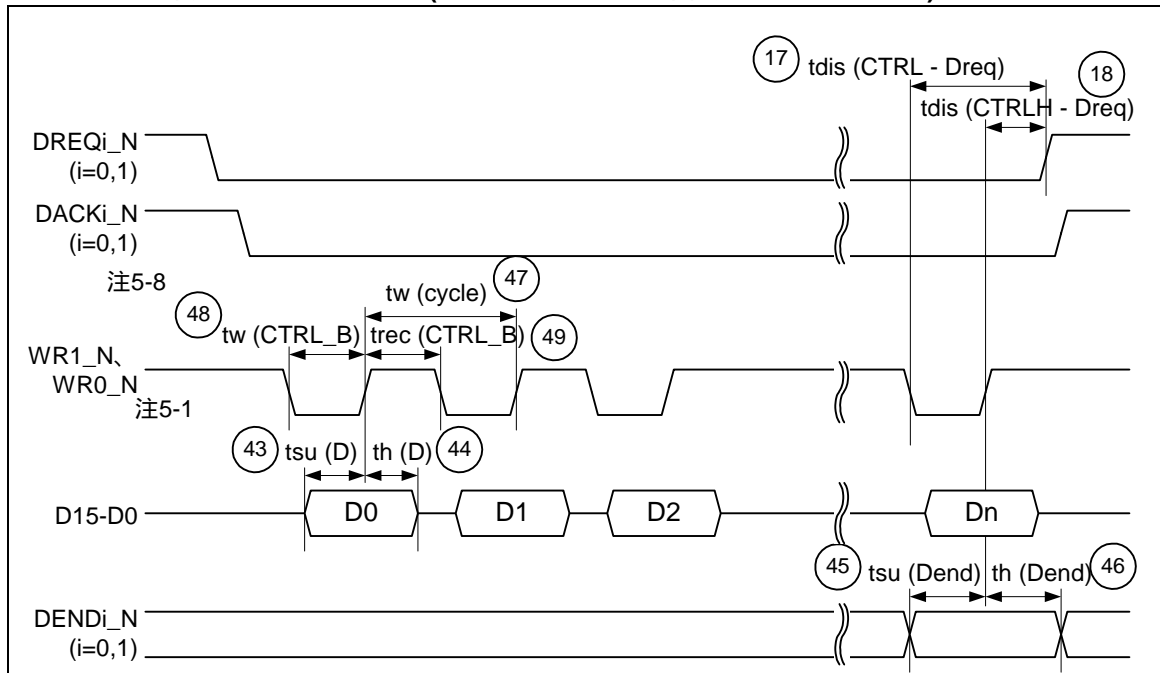 17 tdis (CTRL - Dreq)
18
tdis (CTRLH - Dreq)
DREQi_N
(i=0,1)
DACKi_N
(i=0,1)
注5-8
47
tw (cycle)
48
tw (CTRL_B) trec (CTRL_B) 49
WR1_N、
WR0_N
注5-1
43 tsu (D) th (D) 44
D15-D0 D0 D1 D2 Dn
45 tsu (Dend) th (Dend) 46
DENDi_N
(i=0,1)